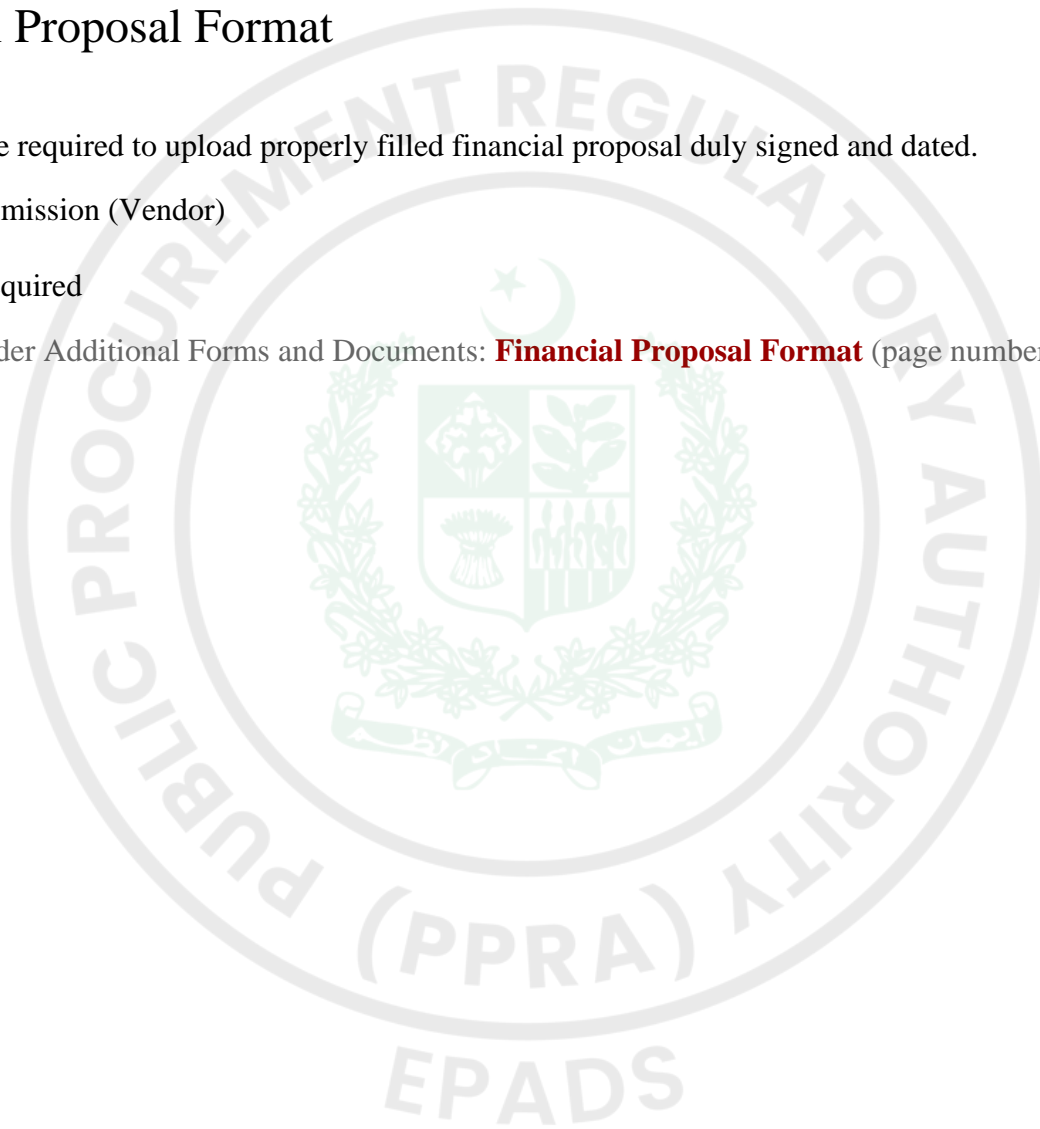 Proposal Format
required to upload properly filled financial proposal duly signed and dated.
mission (Vendor)
quired
der Additional Forms and Documents: Financial Proposal Format (page number
PUBLIC PROCUREMENT REGULATORY AUTHORITY
(PPRA)
EPADS